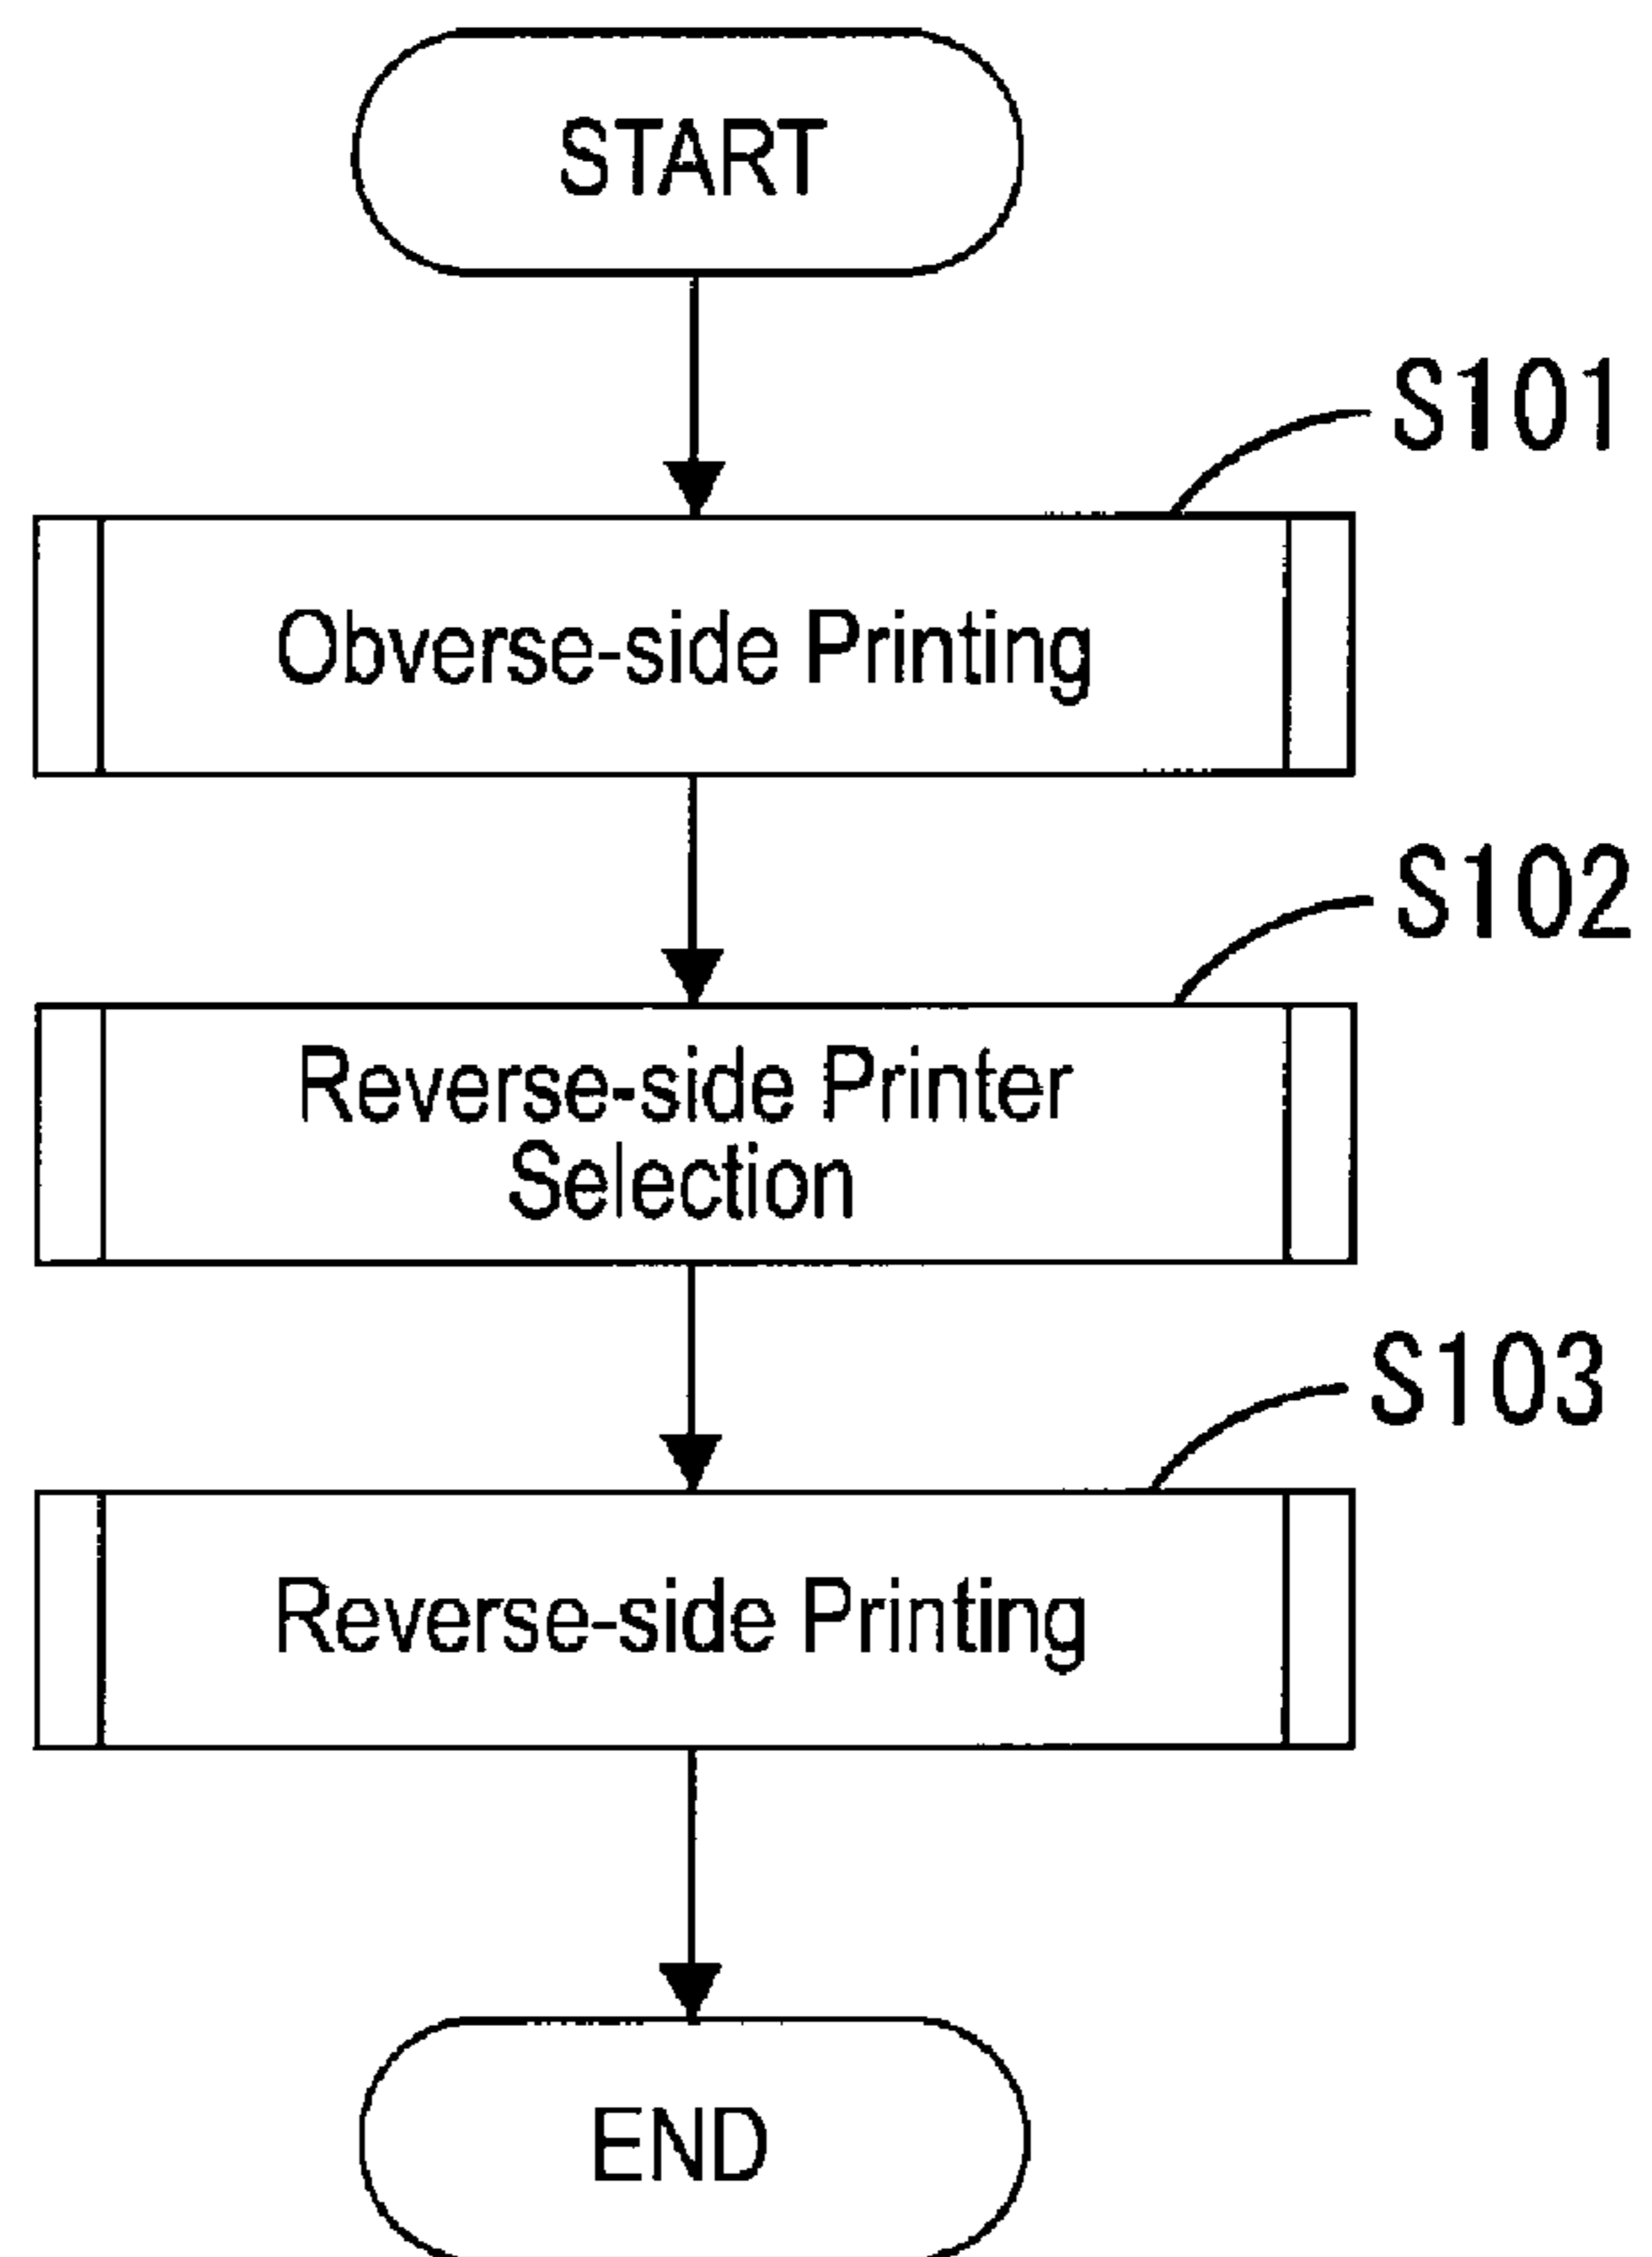 START
S101
Obverse-side Printing
S102
Reverse-side Printer
Selection
S103
Reverse-side Printing
END